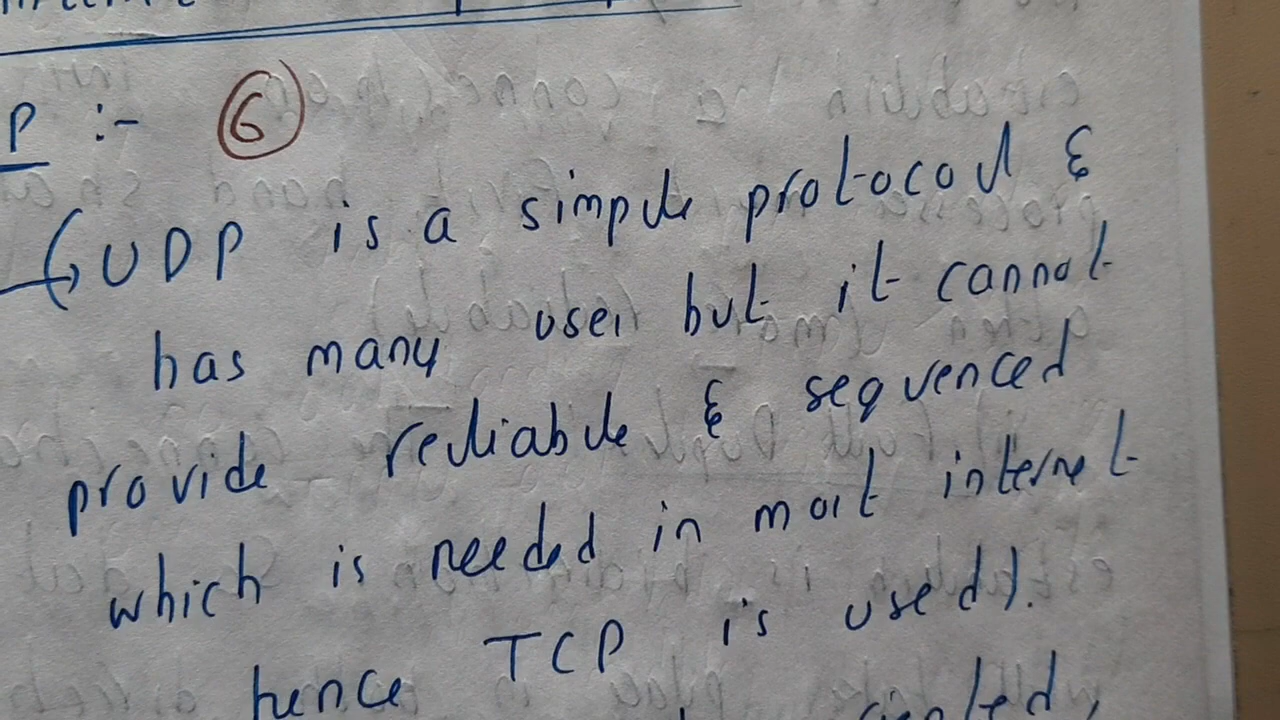 P :- 6
(UDP is a simple protocol &
has many uses but it cannot
provide reliable & sequenced
which is needed in most internet
hence TCP is used).